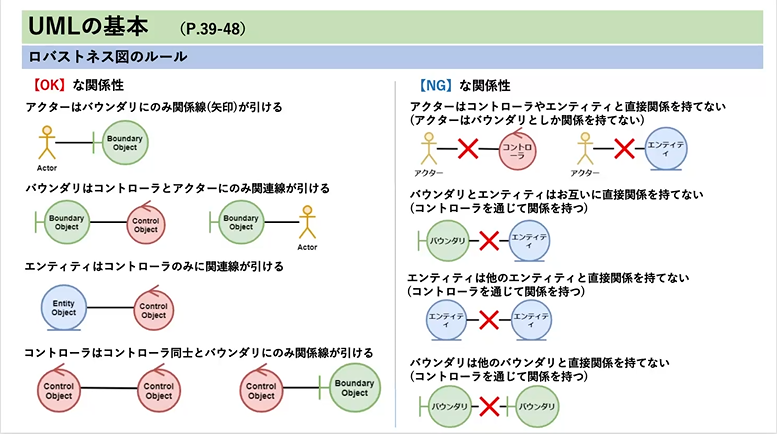 UMLの基本 (P.39-48)
ロバストネス図のルール
【OK】な関係性
アクターはバウンダリにのみ関係線(矢印)が引ける
Boundary
Object
Actor
バウンダリはコントローラとアクターにのみ関連線が引ける
Boundary
Object
Control
Object
Boundary
Object
Actor
エンティティはコントローラのみに関連線が引ける
Entity
Object
Control
Object
コントローラはコントローラ同士とバウンダリにのみ関係線が引ける
Control
Object
Control
Object
Control
Object
Boundary
Object
【NG】な関係性
アクターはコントローラやエンティティと直接関係を持てない
(アクターはバウンダリとしか関係を持てない)
アクター
コントロ
ーラ
アクター
エンティテ
ィ
バウンダリとエンティティはお互いに直接関係を持てない
(コントローラを通じて関係を持つ)
バウンダリ
エンティテ
ィ
エンティティは他のエンティティと直接関係を持てない
(コントローラを通じて関係を持つ)
エンティテ
ィ
エンティテ
ィ
バウンダリは他のバウンダリと直接関係を持てない
(コントローラを通じて関係を持つ)
バウンダリ
バウンダリ